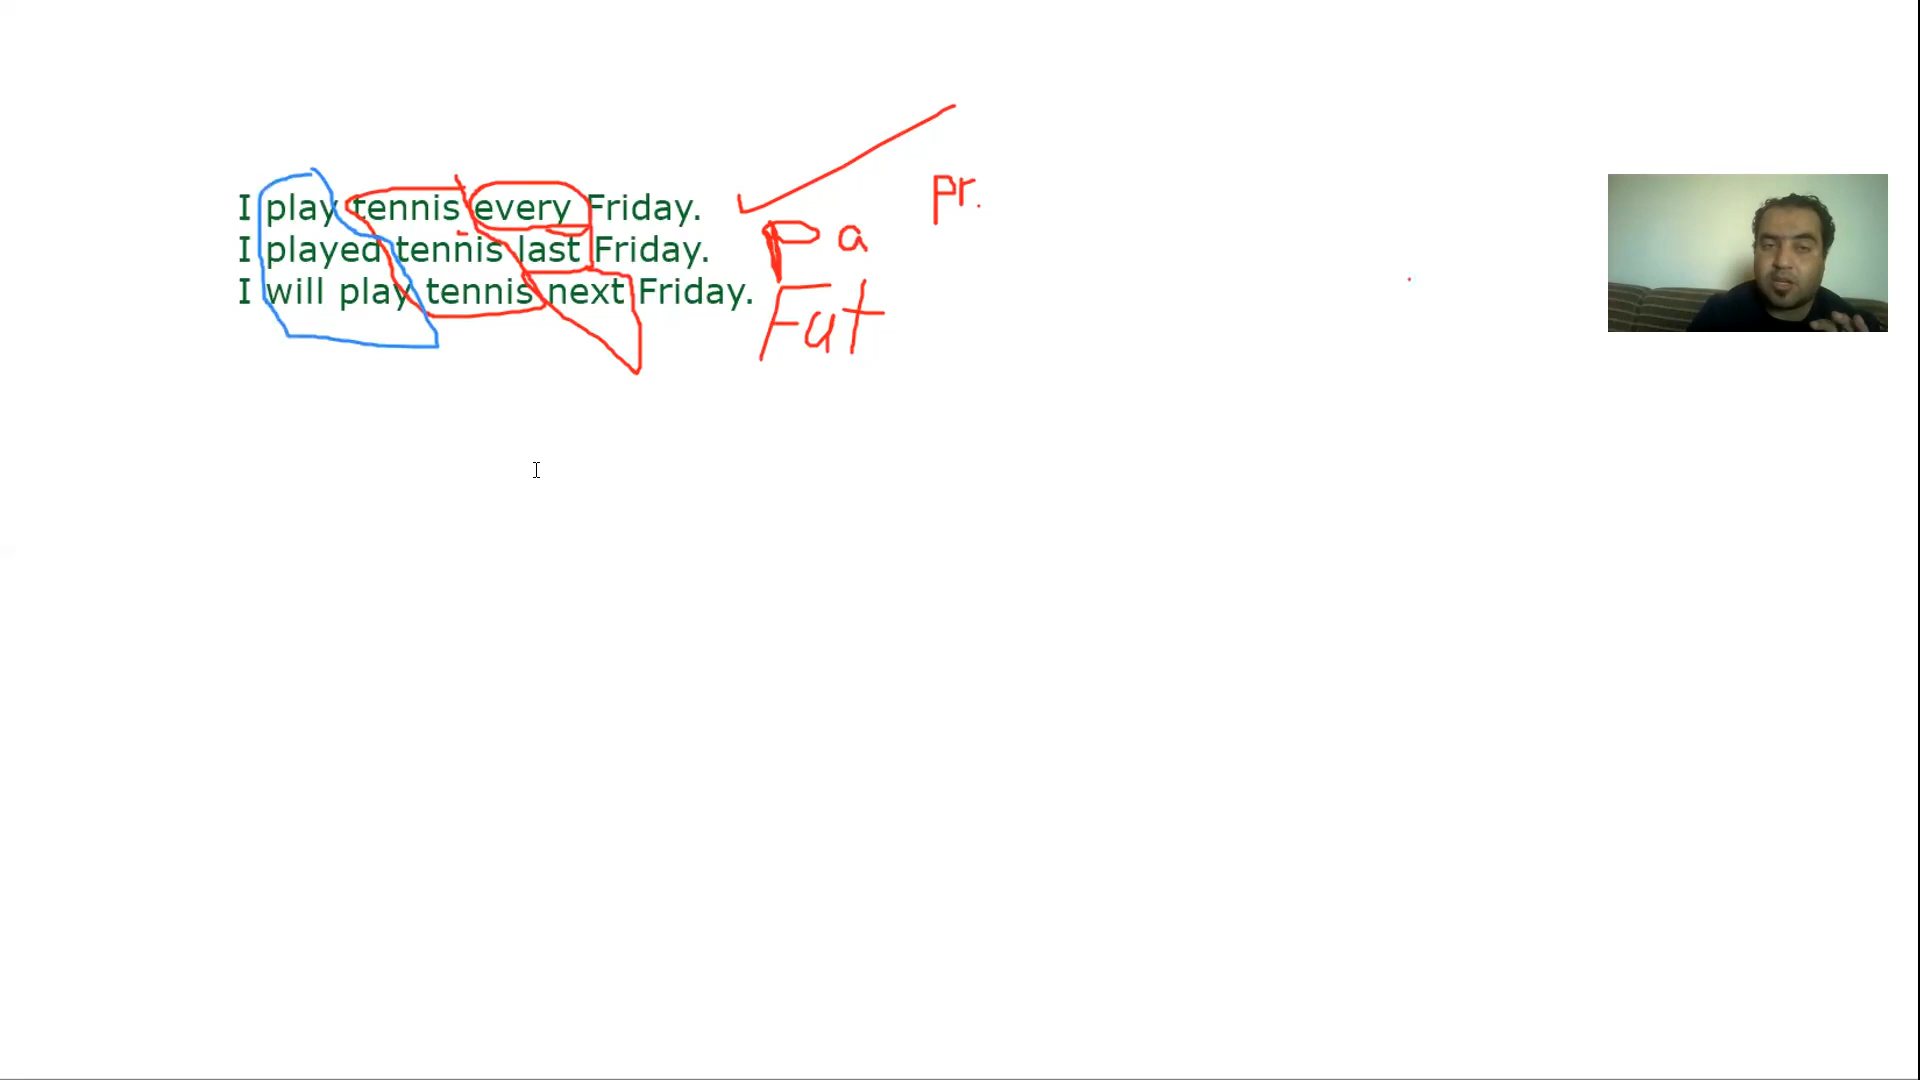 I play tennis every Friday. pr.
I played tennis last Friday. Pa
I will play tennis next Friday. Fut